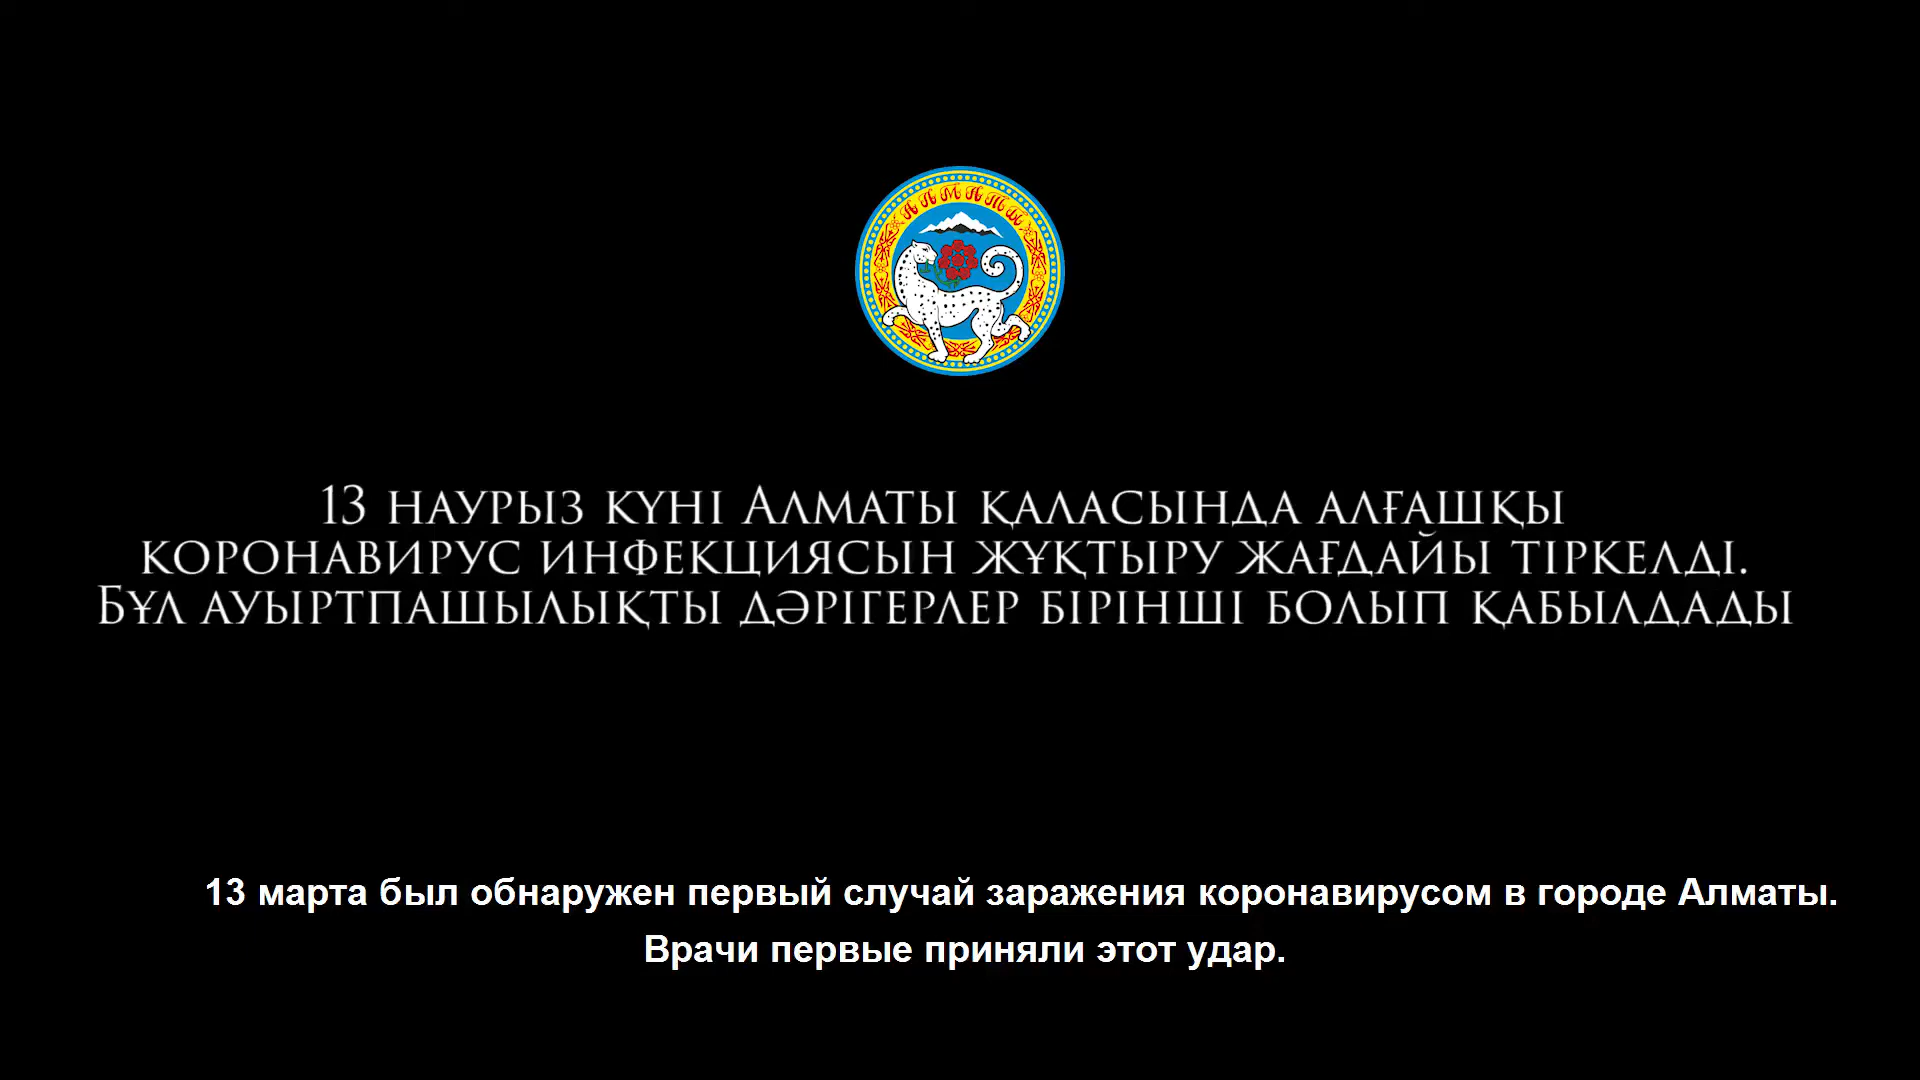 АЛМАТЫ
13 наурыз күні Алматы қаласында алғашқы
коронавирус инфекциясын жұқтыру жағдайы тіркелді.
Бұл ауыртпашылықты дәрігерлер бірінші болып қабылдады
13 марта был обнаружен первый случай заражения коронавирусом в городе Алматы.
Врачи первые приняли этот удар.